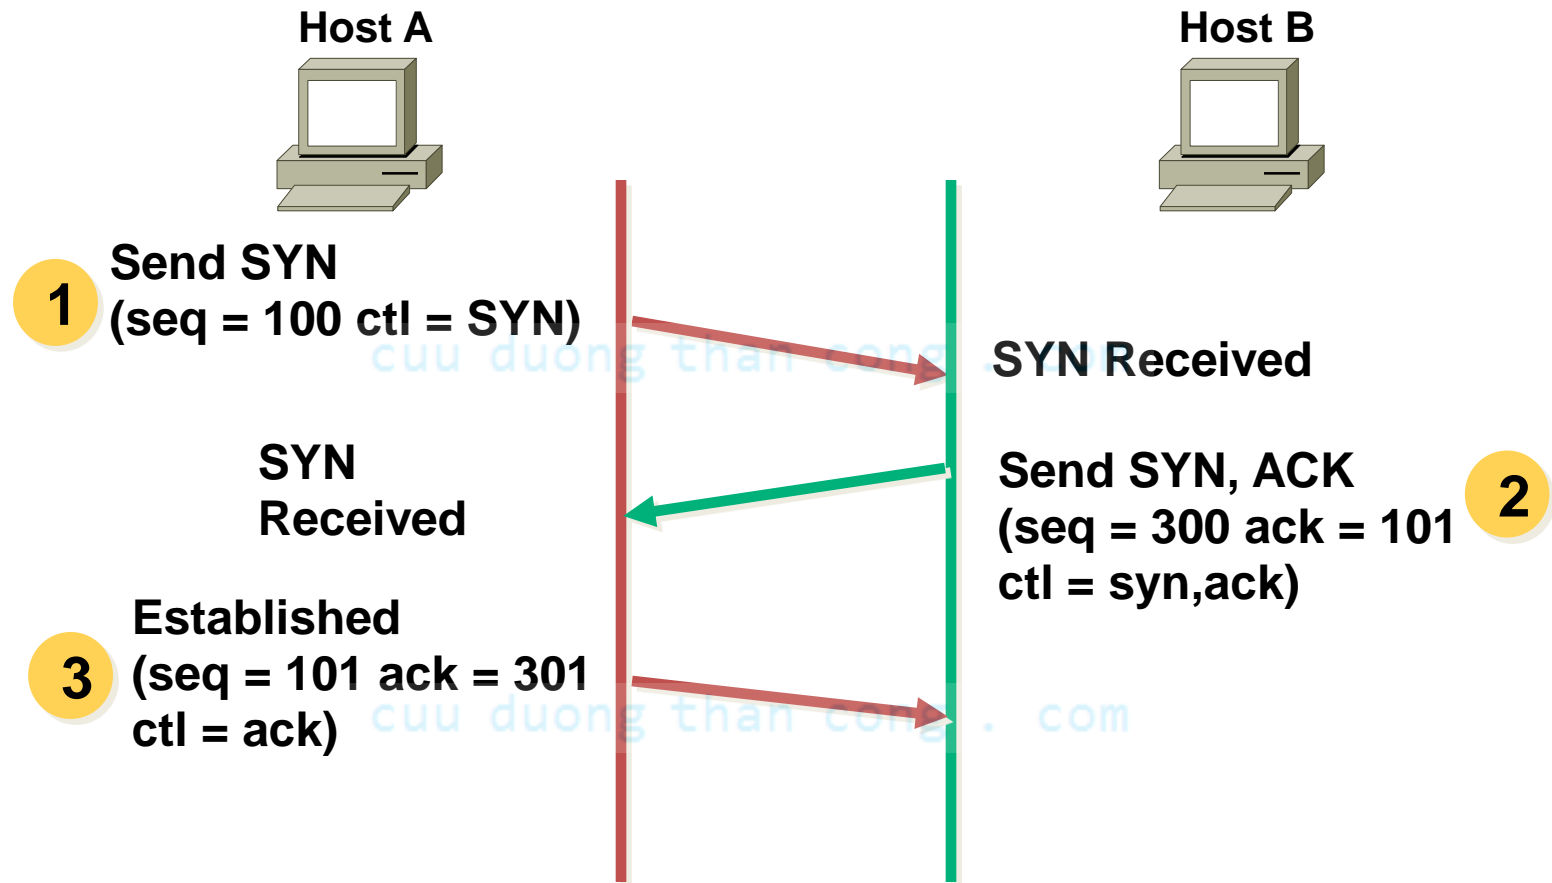 Host A
Host B
1
Send SYN
(seq = 100 ctl = SYN)
cuu duong than cong . com
SYN Received
SYN
Received
Send SYN, ACK
(seq = 300 ack = 101
ctl = syn,ack)
2
3
Established
(seq = 101 ack = 301
ctl = ack)
cuu duong than cong . com